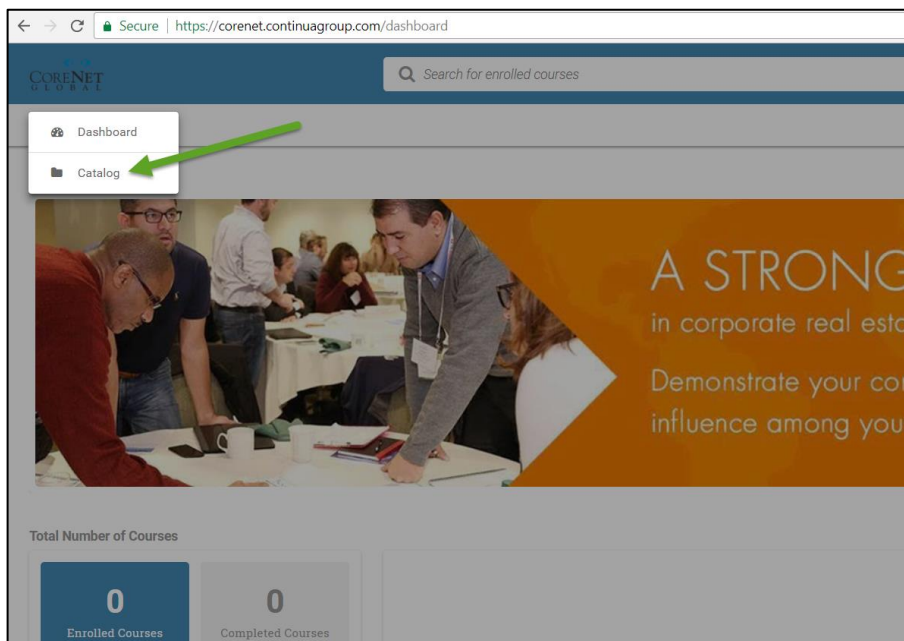 Secure | https://corenet.continuagroup.com/dashboard
CORENET
GLOBAL
Search for enrolled courses
Dashboard
Catalog
A STRONG
in corporate real esta
Demonstrate your co
influence among you
Total Number of Courses
0
Enrolled Courses
0
Completed Courses